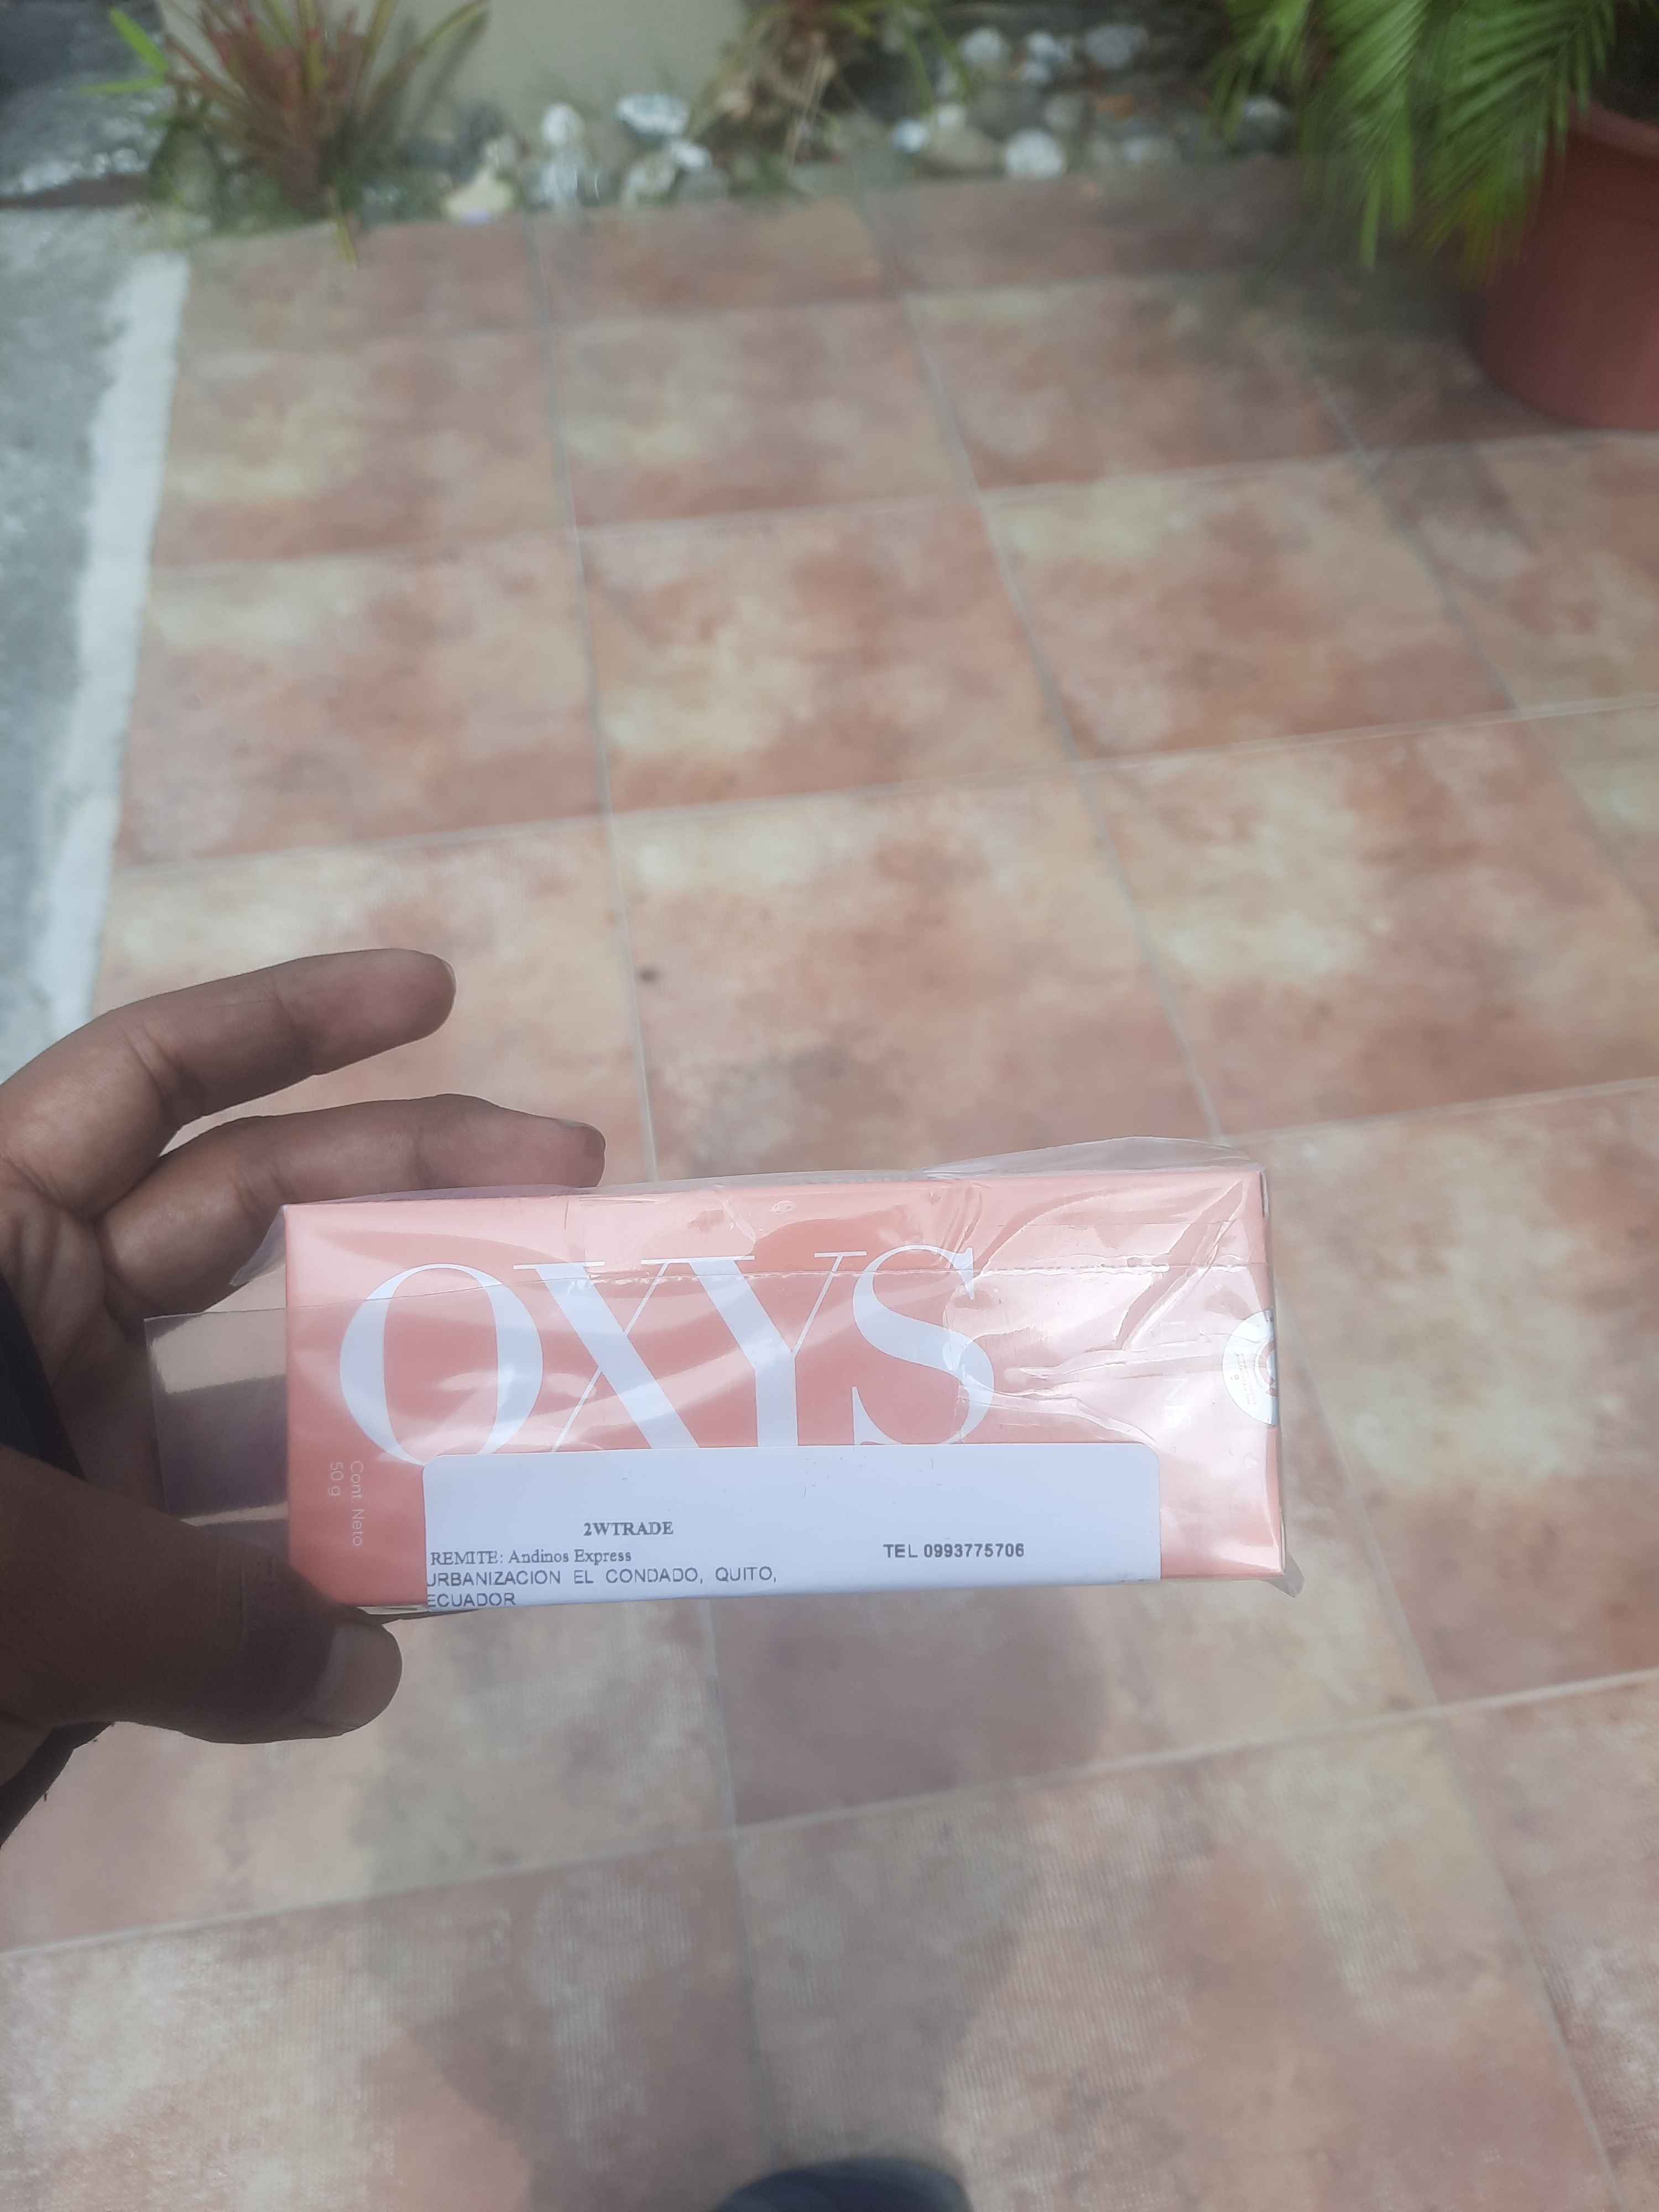 OXYS
Cont. Neto
50 g
2WTRADE
REMITE: Andinos Express
TEL 0993775706
URBANIZACION EL CONDADO, QUITO,
ECUADOR